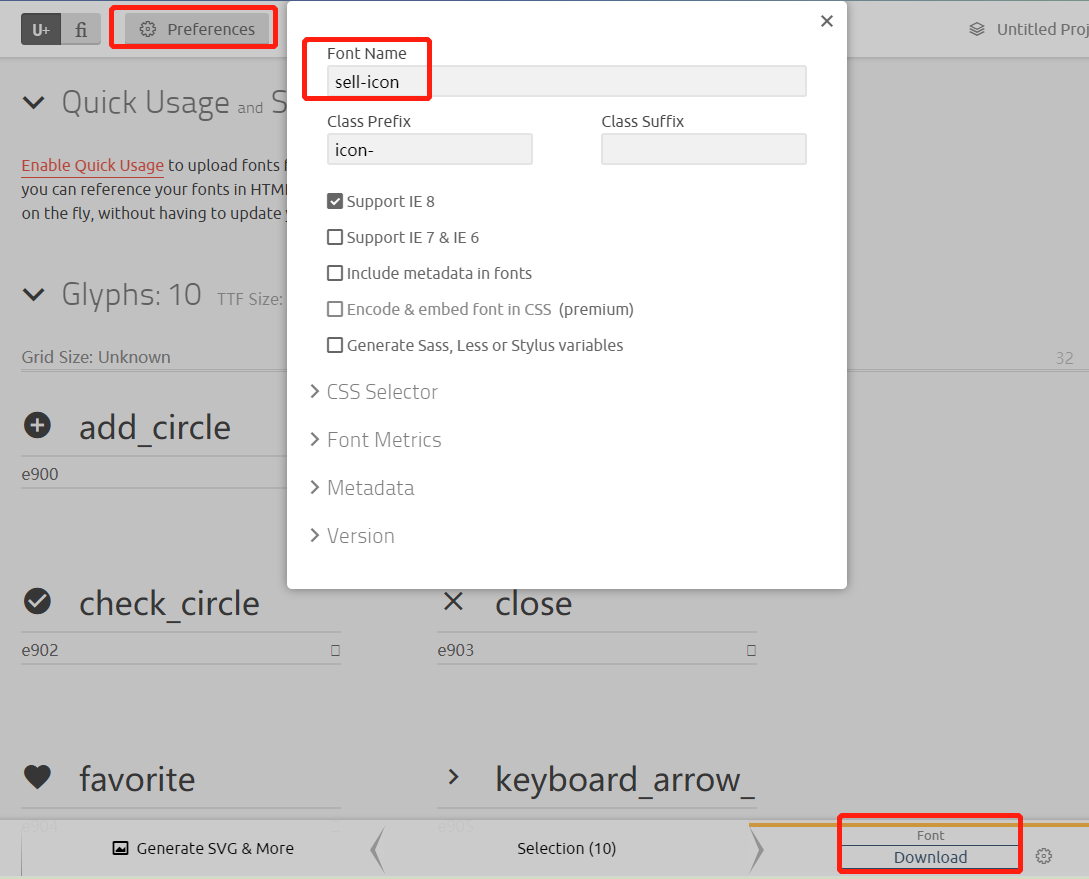 U+ fi Preferences
Untitled Proj
Font Name
sell-icon
Class Prefix
Class Suffix
icon-
Support IE 8
Support IE 7 & IE 6
Include metadata in fonts
Encode & embed font in CSS (premium)
Generate Sass, Less or Stylus variables
CSS Selector
Font Metrics
Metadata
Version
Quick Usage and S
Enable Quick Usage to upload fonts f
you can reference your fonts in HTM
on the fly, without having to update
Glyphs: 10 TTF Size:
Grid Size: Unknown
32
add_circle
e900
check_circle
close
e902
e903
favorite
keyboard_arrow_
e904
e905
Generate SVG & More
Selection (10)
Font
Download